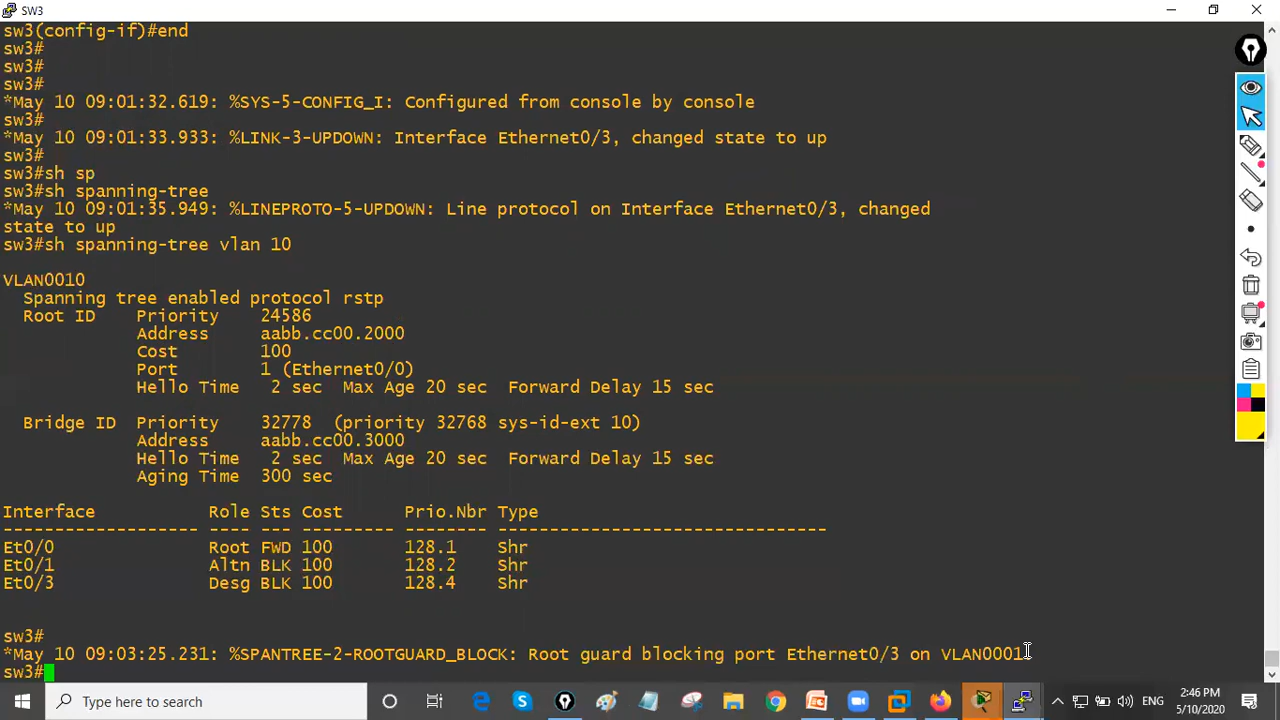 SW3
sw3(config-if)#end
sw3#
sw3#
sw3#
*May 10 09:01:32.619: %SYS-5-CONFIG_I: Configured from console by console
sw3#
*May 10 09:01:33.933: %LINK-3-UPDOWN: Interface Ethernet0/3, changed state to up
sw3#
sw3#sh sp
sw3#sh spanning-tree
*May 10 09:01:35.949: %LINEPROTO-5-UPDOWN: Line protocol on Interface Ethernet0/3, changed
state to up
sw3#sh spanning-tree vlan 10
VLAN0010
Spanning tree enabled protocol rstp
Root ID Priority 24586
Address aabb.cc00.2000
Cost 100
Port 1 (Ethernet0/0)
Hello Time 2 sec Max Age 20 sec Forward Delay 15 sec
Bridge ID Priority 32778 (priority 32768 sys-id-ext 10)
Address aabb.cc00.3000
Hello Time 2 sec Max Age 20 sec Forward Delay 15 sec
Aging Time 300 sec
Interface Role Sts Cost Prio.Nbr Type
------------------- ---- --- --------- -------- --------------------------------
Et0/0 Root FWD 100 128.1 Shr
Et0/1 Altn BLK 100 128.2 Shr
Et0/3 Desg BLK 100 128.4 Shr
sw3#
*May 10 09:03:25.231: %SPANTREE-2-ROOTGUARD_BLOCK: Root guard blocking port Ethernet0/3 on VLAN0001.
sw3#
Type here to search
ENG
2:46 PM
5/10/2020